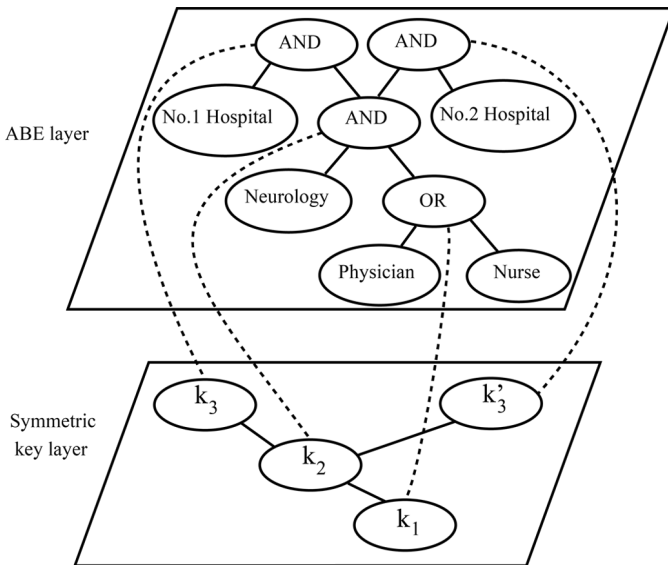 AND
AND
No.1 Hospital
AND
No.2 Hospital
ABE layer
Neurology
OR
Physician
Nurse
k3
k'3
Symmetric
key layer
k2
k1